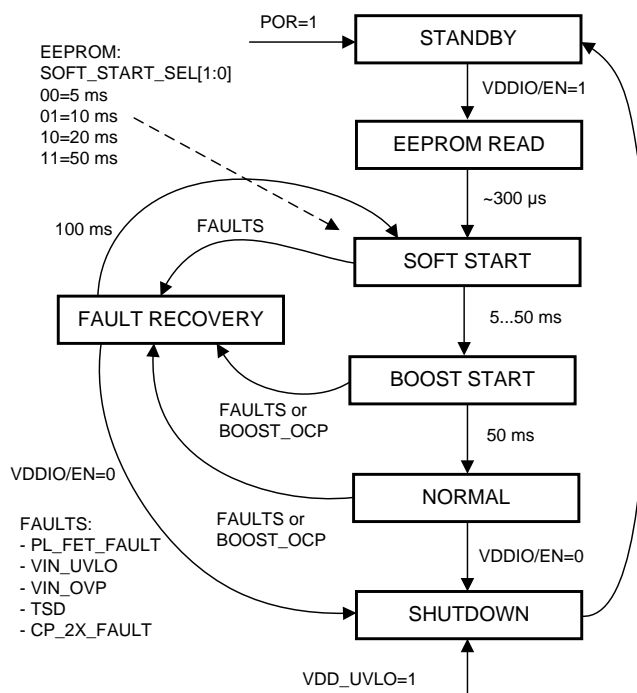 POR=1
STANDBY
EEPROM:
SOFT_START_SEL[1:0]
00=5 ms
01=10 ms
10=20 ms
11=50 ms
VDDIO/EN=1
EEPROM READ
~300 µs
100 ms
FAULTS
SOFT START
5...50 ms
FAULT RECOVERY
BOOST START
FAULTS or
BOOST_OCP
50 ms
VDDIO/EN=0
NORMAL
FAULTS or
BOOST_OCP
FAULTS:
- PL_FET_FAULT
- VIN_UVLO
- VIN_OVP
- TSD
- CP_2X_FAULT
VDDIO/EN=0
SHUTDOWN
VDD_UVLO=1